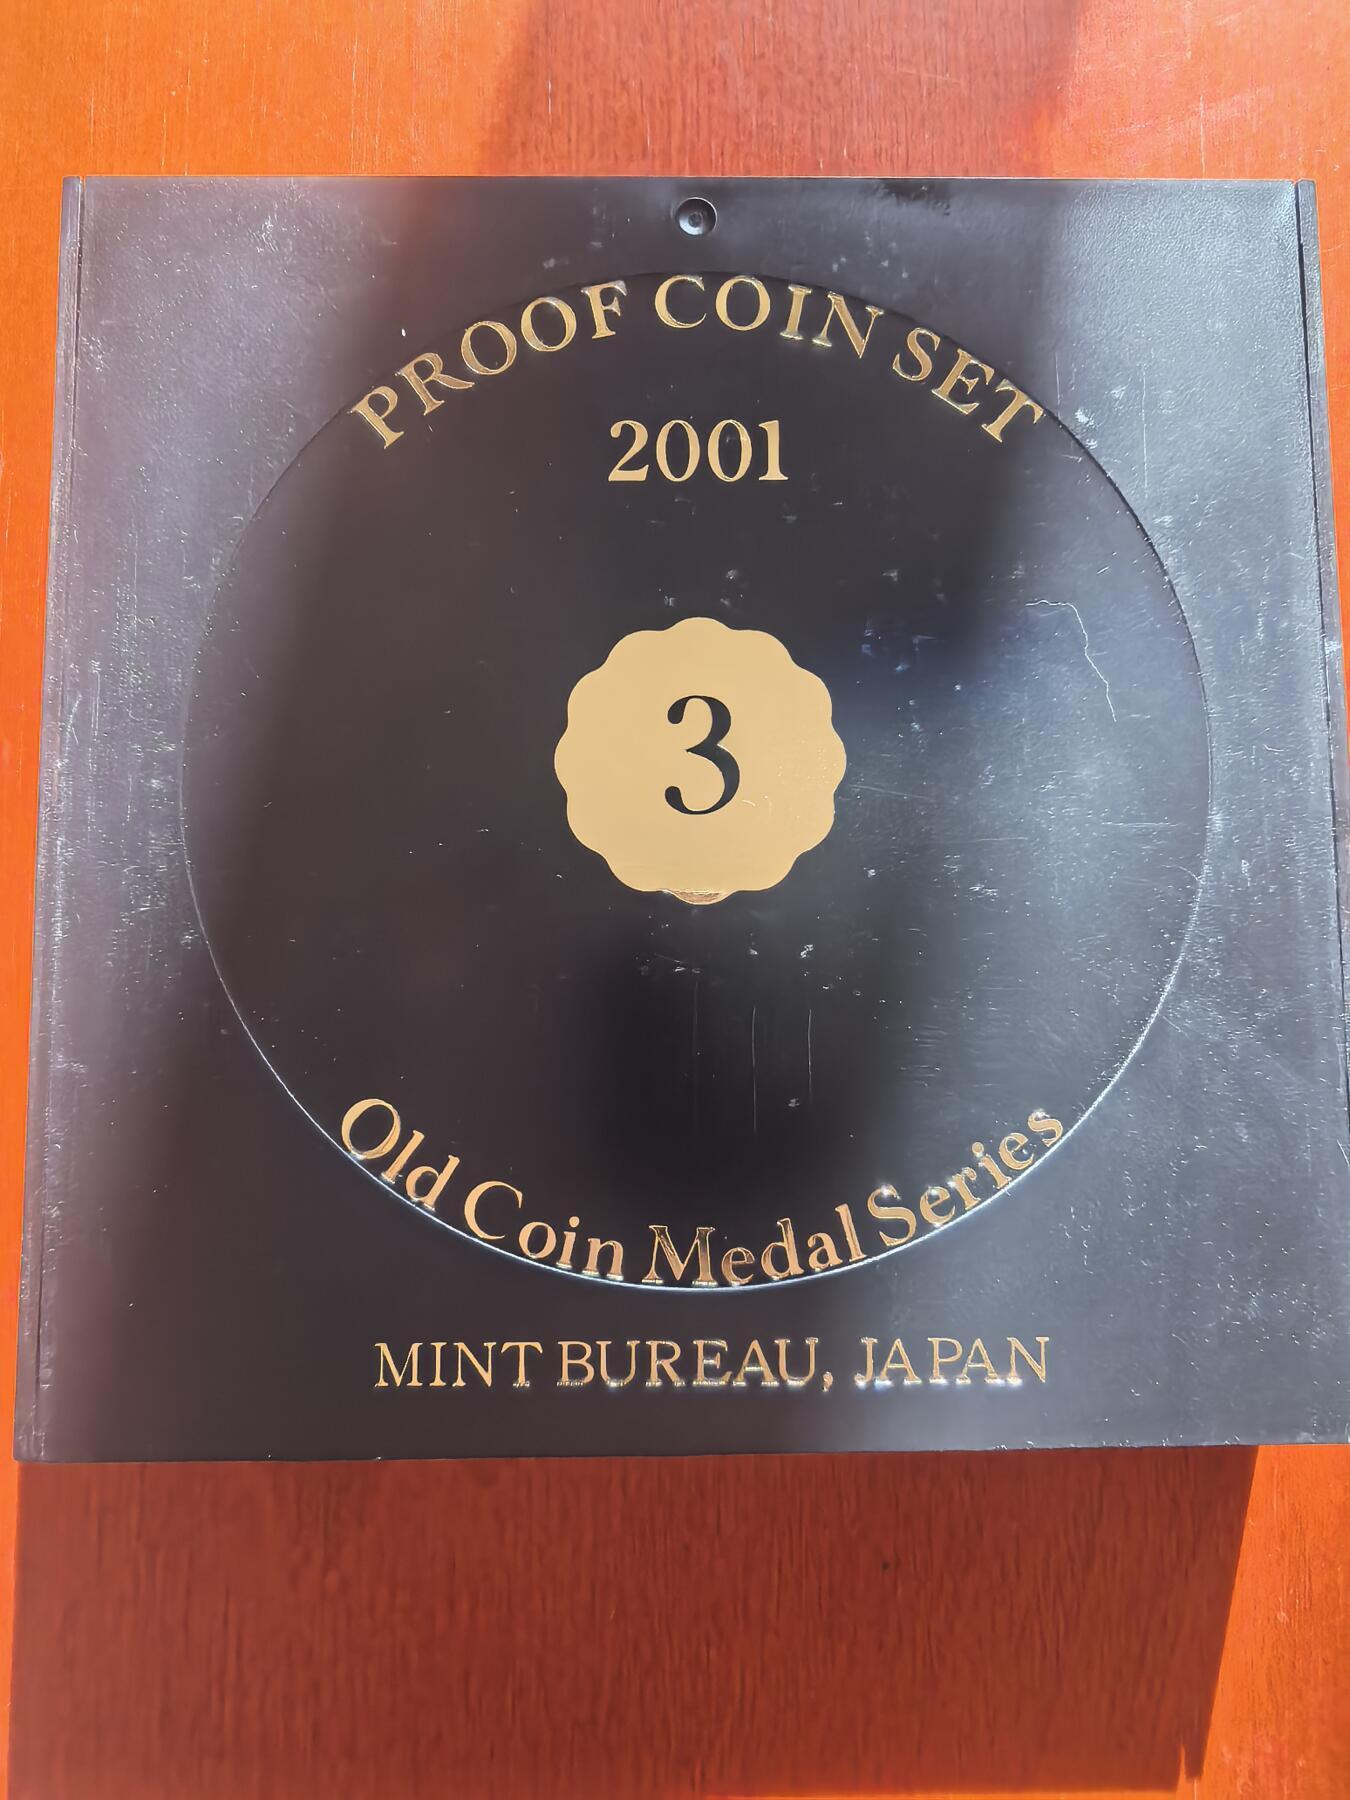 PROOF COIN SET
2001
3
Old Coin Medal Series
MINT BUREAU, JAPAN